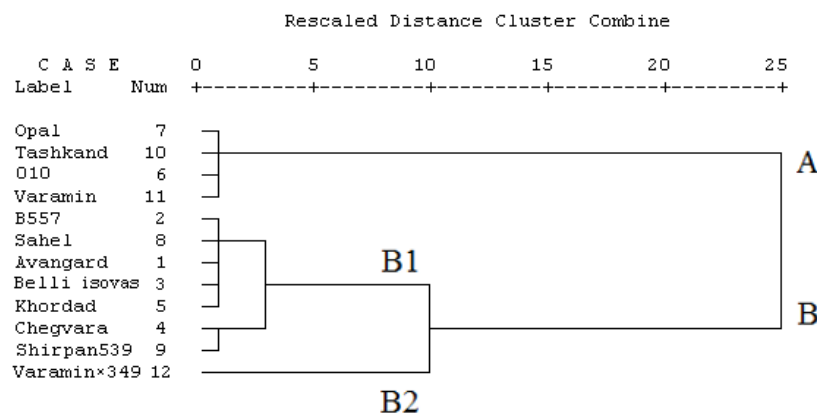 Rescaled Distance Cluster Combine
C A S E 0 5 10 15 20 25
Label Num +---------+---------+---------+---------+---------+
Opal 7
Tashkand 10
A
010 6
Varamin 11
B557 2
Sahel 8
B1
Avangard 1
Belli isovas 3
Khordad 5
B
Chegvara 4
Shirpan539 9
Varamin×349 12
B2